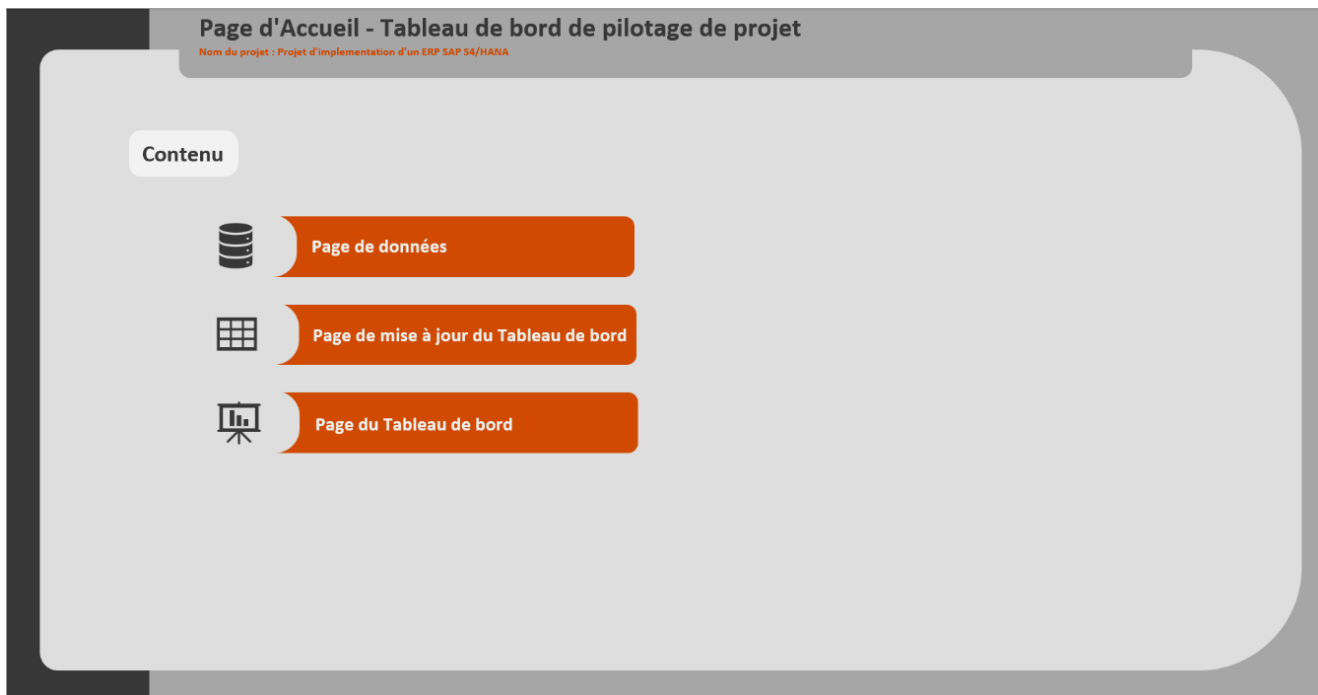 Page d'Accueil - Tableau de bord de pilotage de projet
Nom du projet : Projet d'implementation d'un ERP SAP S4/HANA
Contenu
Page de données
Page de mise à jour du Tableau de bord
Page du Tableau de bord